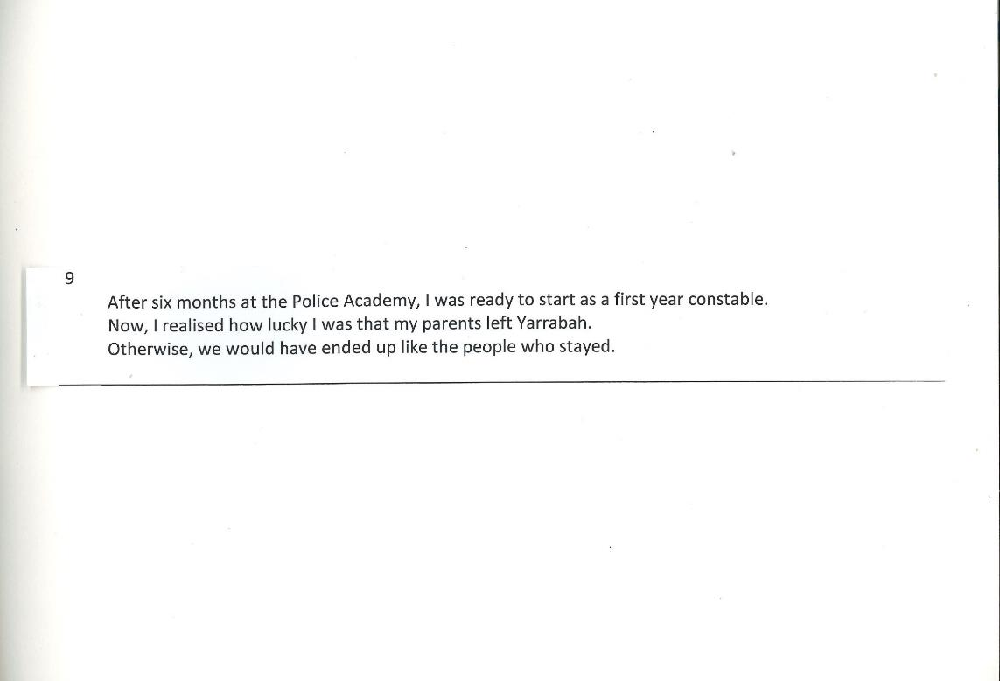 9
After six months at the Police Academy, I was ready to start as a first year constable.
Now, I realised how lucky I was that my parents left Yarrabah.
Otherwise, we would have ended up like the people who stayed.